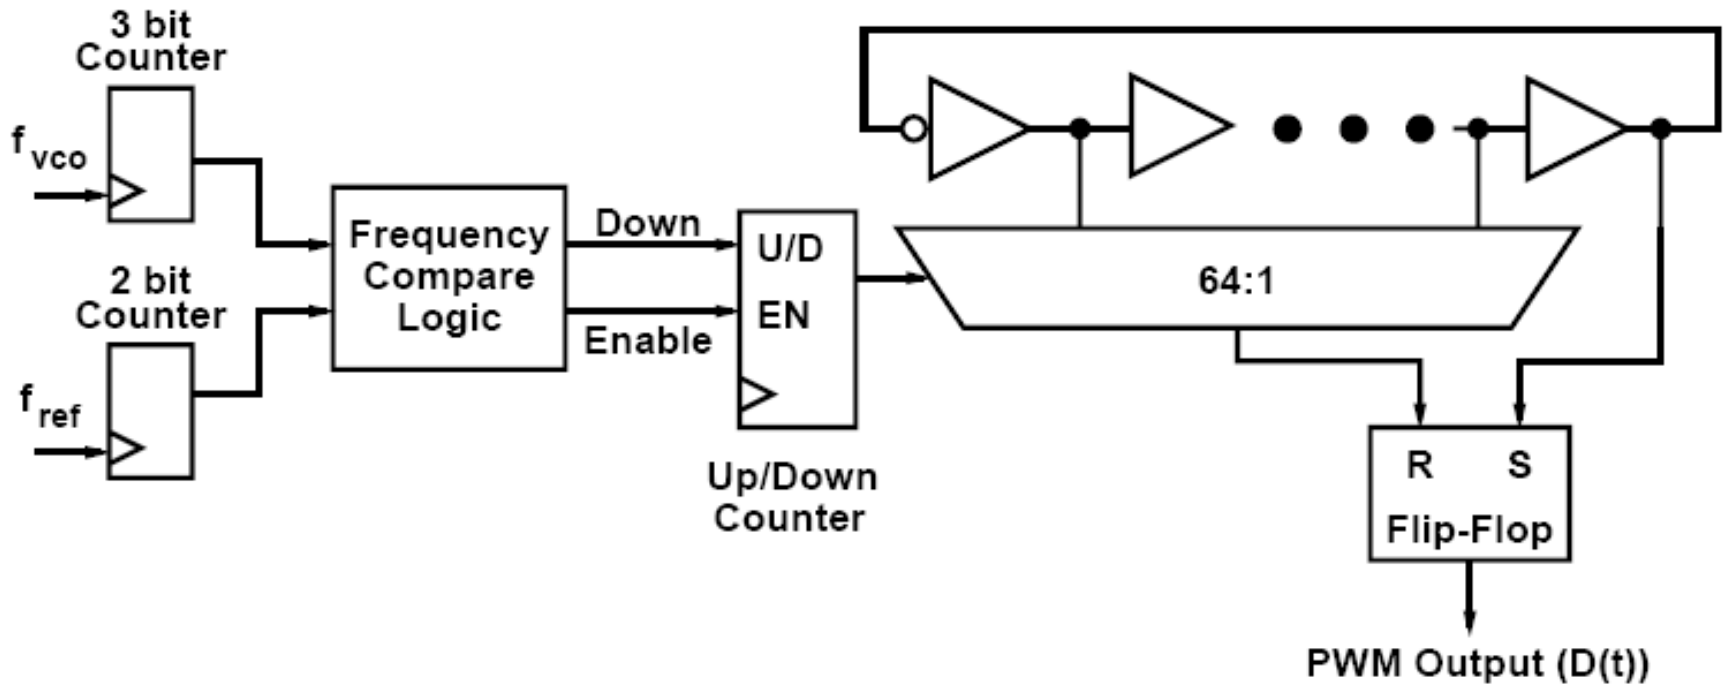 3 bit
Counter
f vco
2 bit
Counter
f ref
Frequency
Compare
Logic
Down
Enable
U/D
EN
Up/Down
Counter
64:1
R S
Flip-Flop
PWM Output (D(t))